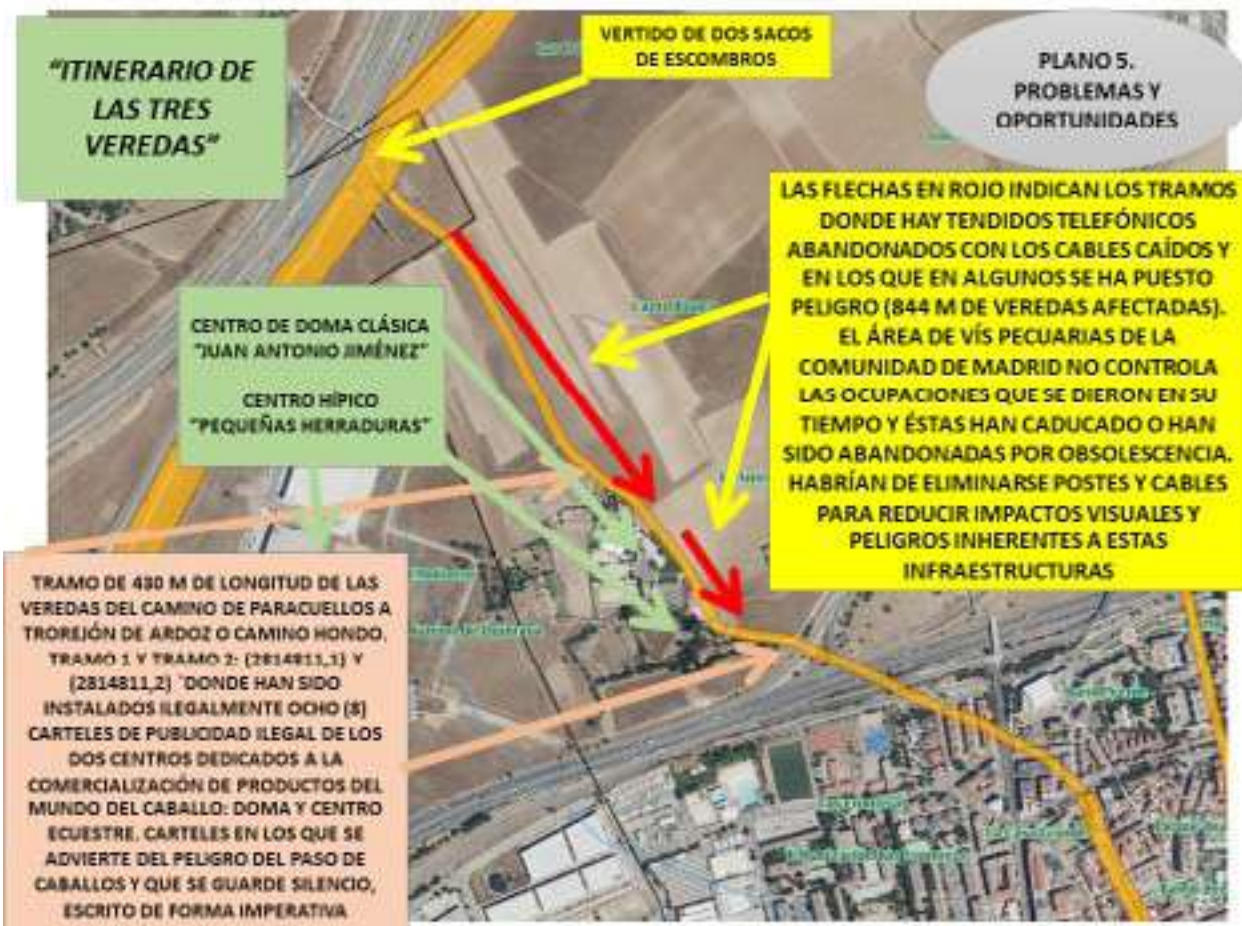 "ITINERARIO DE
LAS TRES
VEREDAS"
VERTIDO DE DOS SACOS
DE ESCOMBROS
PLANO 5.
PROBLEMAS Y
OPORTUNIDADES
LAS FLECHAS EN ROJO INDICAN LOS TRAMOS
DONDE HAY TENDIDOS TELEFÓNICOS
ABANDONADOS CON LOS CABLES CAÍDOS Y
EN LOS QUE EN ALGUNOS SE HA PUESTO
PELIGRO (844 M DE VEREDAS AFECTADAS).
EL ÁREA DE VÍS PECUARIAS DE LA
COMUNIDAD DE MADRID NO CONTROLA
LAS OCUPACIONES QUE SE DIERON EN SU
TIEMPO Y ÉSTAS HAN CADUCADO O HAN
SIDO ABANDONADAS POR OBSOLESCENCIA.
HABRÍAN DE ELIMINARSE POSTES Y CABLES
PARA REDUCIR IMPACTOS VISUALES Y
PELIGROS INHERENTES A ESTAS
INFRAESTRUCTURAS
CENTRO DE DOMA CLÁSICA
"JUAN ANTONIO JIMÉNEZ"
CENTRO HÍPICO
"PEQUEÑAS HERRADURAS"
TRAMO DE 430 M DE LONGITUD DE LAS
VEREDAS DEL CAMINO DE PARACUELLOS A
TROREJÓN DE ARDOZ O CAMINO HONDO.
TRAMO 1 Y TRAMO 2: (2814811,1) Y
(2814811,2) ´DONDE HAN SIDO
INSTALADOS ILEGALMENTE OCHO (8)
CARTELES DE PUBLICIDAD ILEGAL DE LOS
DOS CENTROS DEDICADOS A LA
COMERCIALIZACIÓN DE PRODUCTOS DEL
MUNDO DEL CABALLO: DOMA Y CENTRO
ECUESTRE. CARTELES EN LOS QUE SE
ADVIERTE DEL PELIGRO DEL PASO DE
CABALLOS Y QUE SE GUARDE SILENCIO,
ESCRITO DE FORMA IMPERATIVA